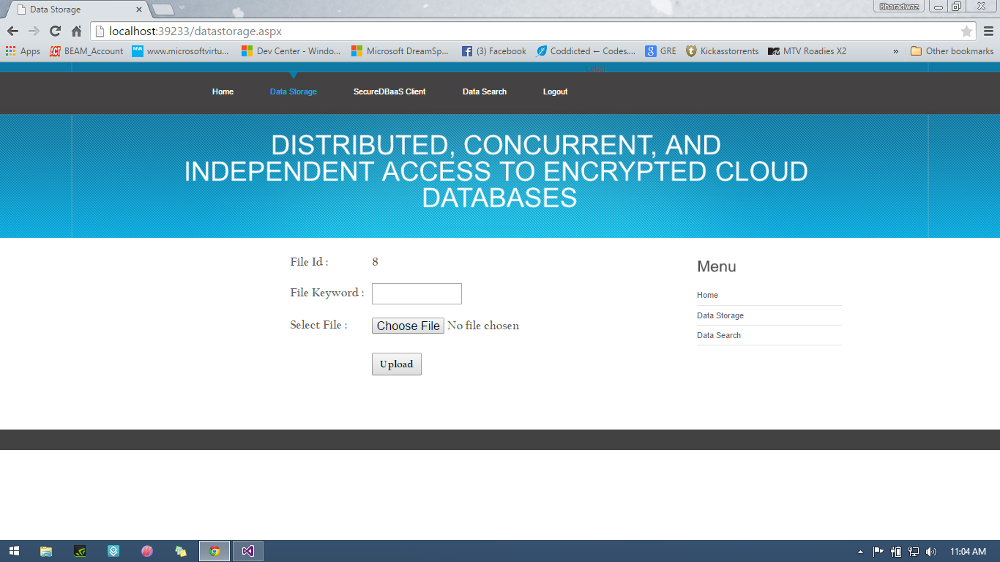 Data Storage
Bharadwaz
localhost:39233/datastorage.aspx
Apps
ACT BEAM_Account
MVA www.microsoftvirtu...
Dev Center - Windo...
Microsoft DreamSp...
(3) Facebook
Coddicted ← Codes....
g GRE
Kickasstorrents
MTV Roadies X2
»
Other bookmarks
Home
Data Storage
SecureDBaaS Client
Data Search
Logout
DISTRIBUTED, CONCURRENT, AND
INDEPENDENT ACCESS TO ENCRYPTED CLOUD
DATABASES
File Id : 8
File Keyword :
Select File : Choose File No file chosen
Upload
Menu
Home
Data Storage
Data Search
11:04 AM